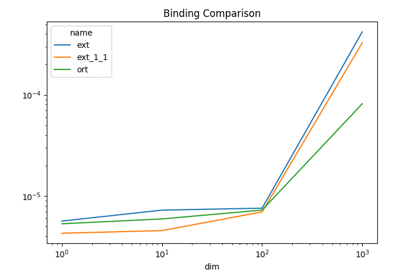 Binding Comparison
name
ext
ext_1_1
ort
10⁻⁴
10⁻⁵
10⁰ 10¹ 10² 10³
dim